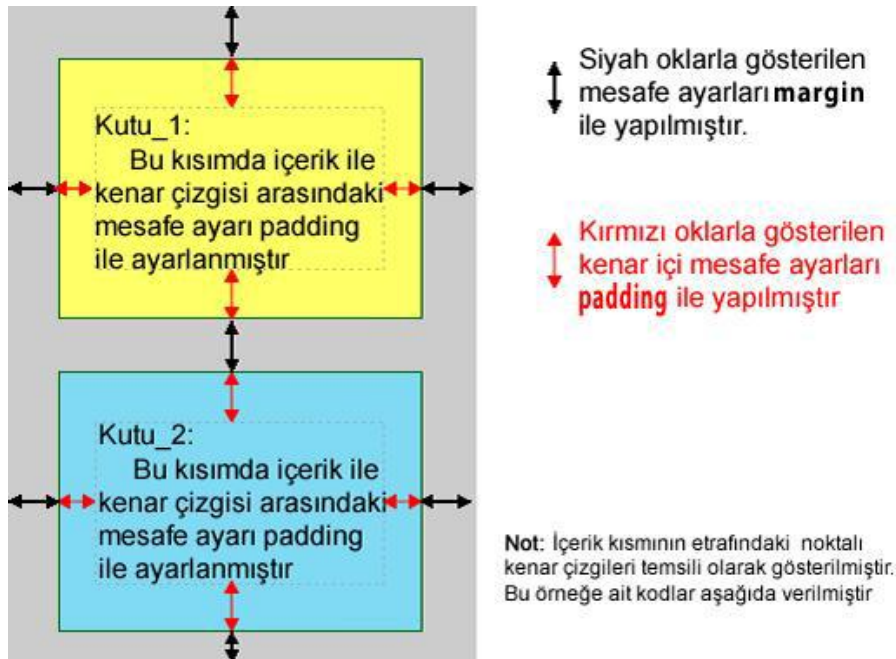 Kutu_1:
Bu kısımda içerik ile
kenar çizgisi arasındaki
mesafe ayarı padding
ile ayarlanmıştır
Kutu_2:
Bu kısımda içerik ile
kenar çizgisi arasındaki
mesafe ayarı padding
ile ayarlanmıştır
Siyah oklarla gösterilen
mesafe ayarları margin
ile yapılmıştır.
Kırmızı oklarla gösterilen
kenar içi mesafe ayarları
padding ile yapılmıştır
Not: İçerik kısmının etrafındaki noktalı
kenar çizgileri temsili olarak gösterilmiştir.
Bu örneğe ait kodlar aşağıda verilmiştir